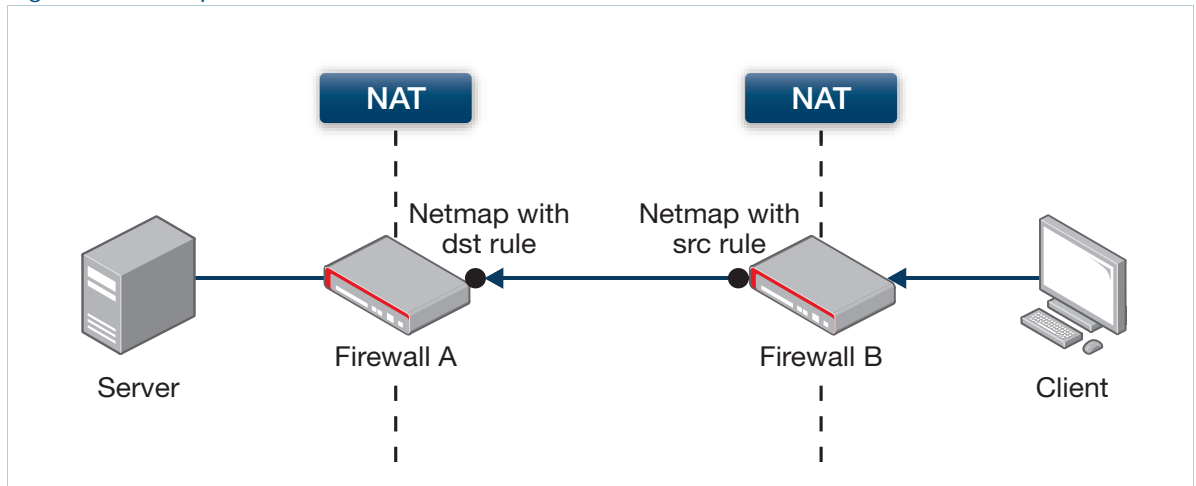 NAT
NAT
Netmap with
dst rule
Netmap with
src rule
Firewall A
Firewall B
Server
Client